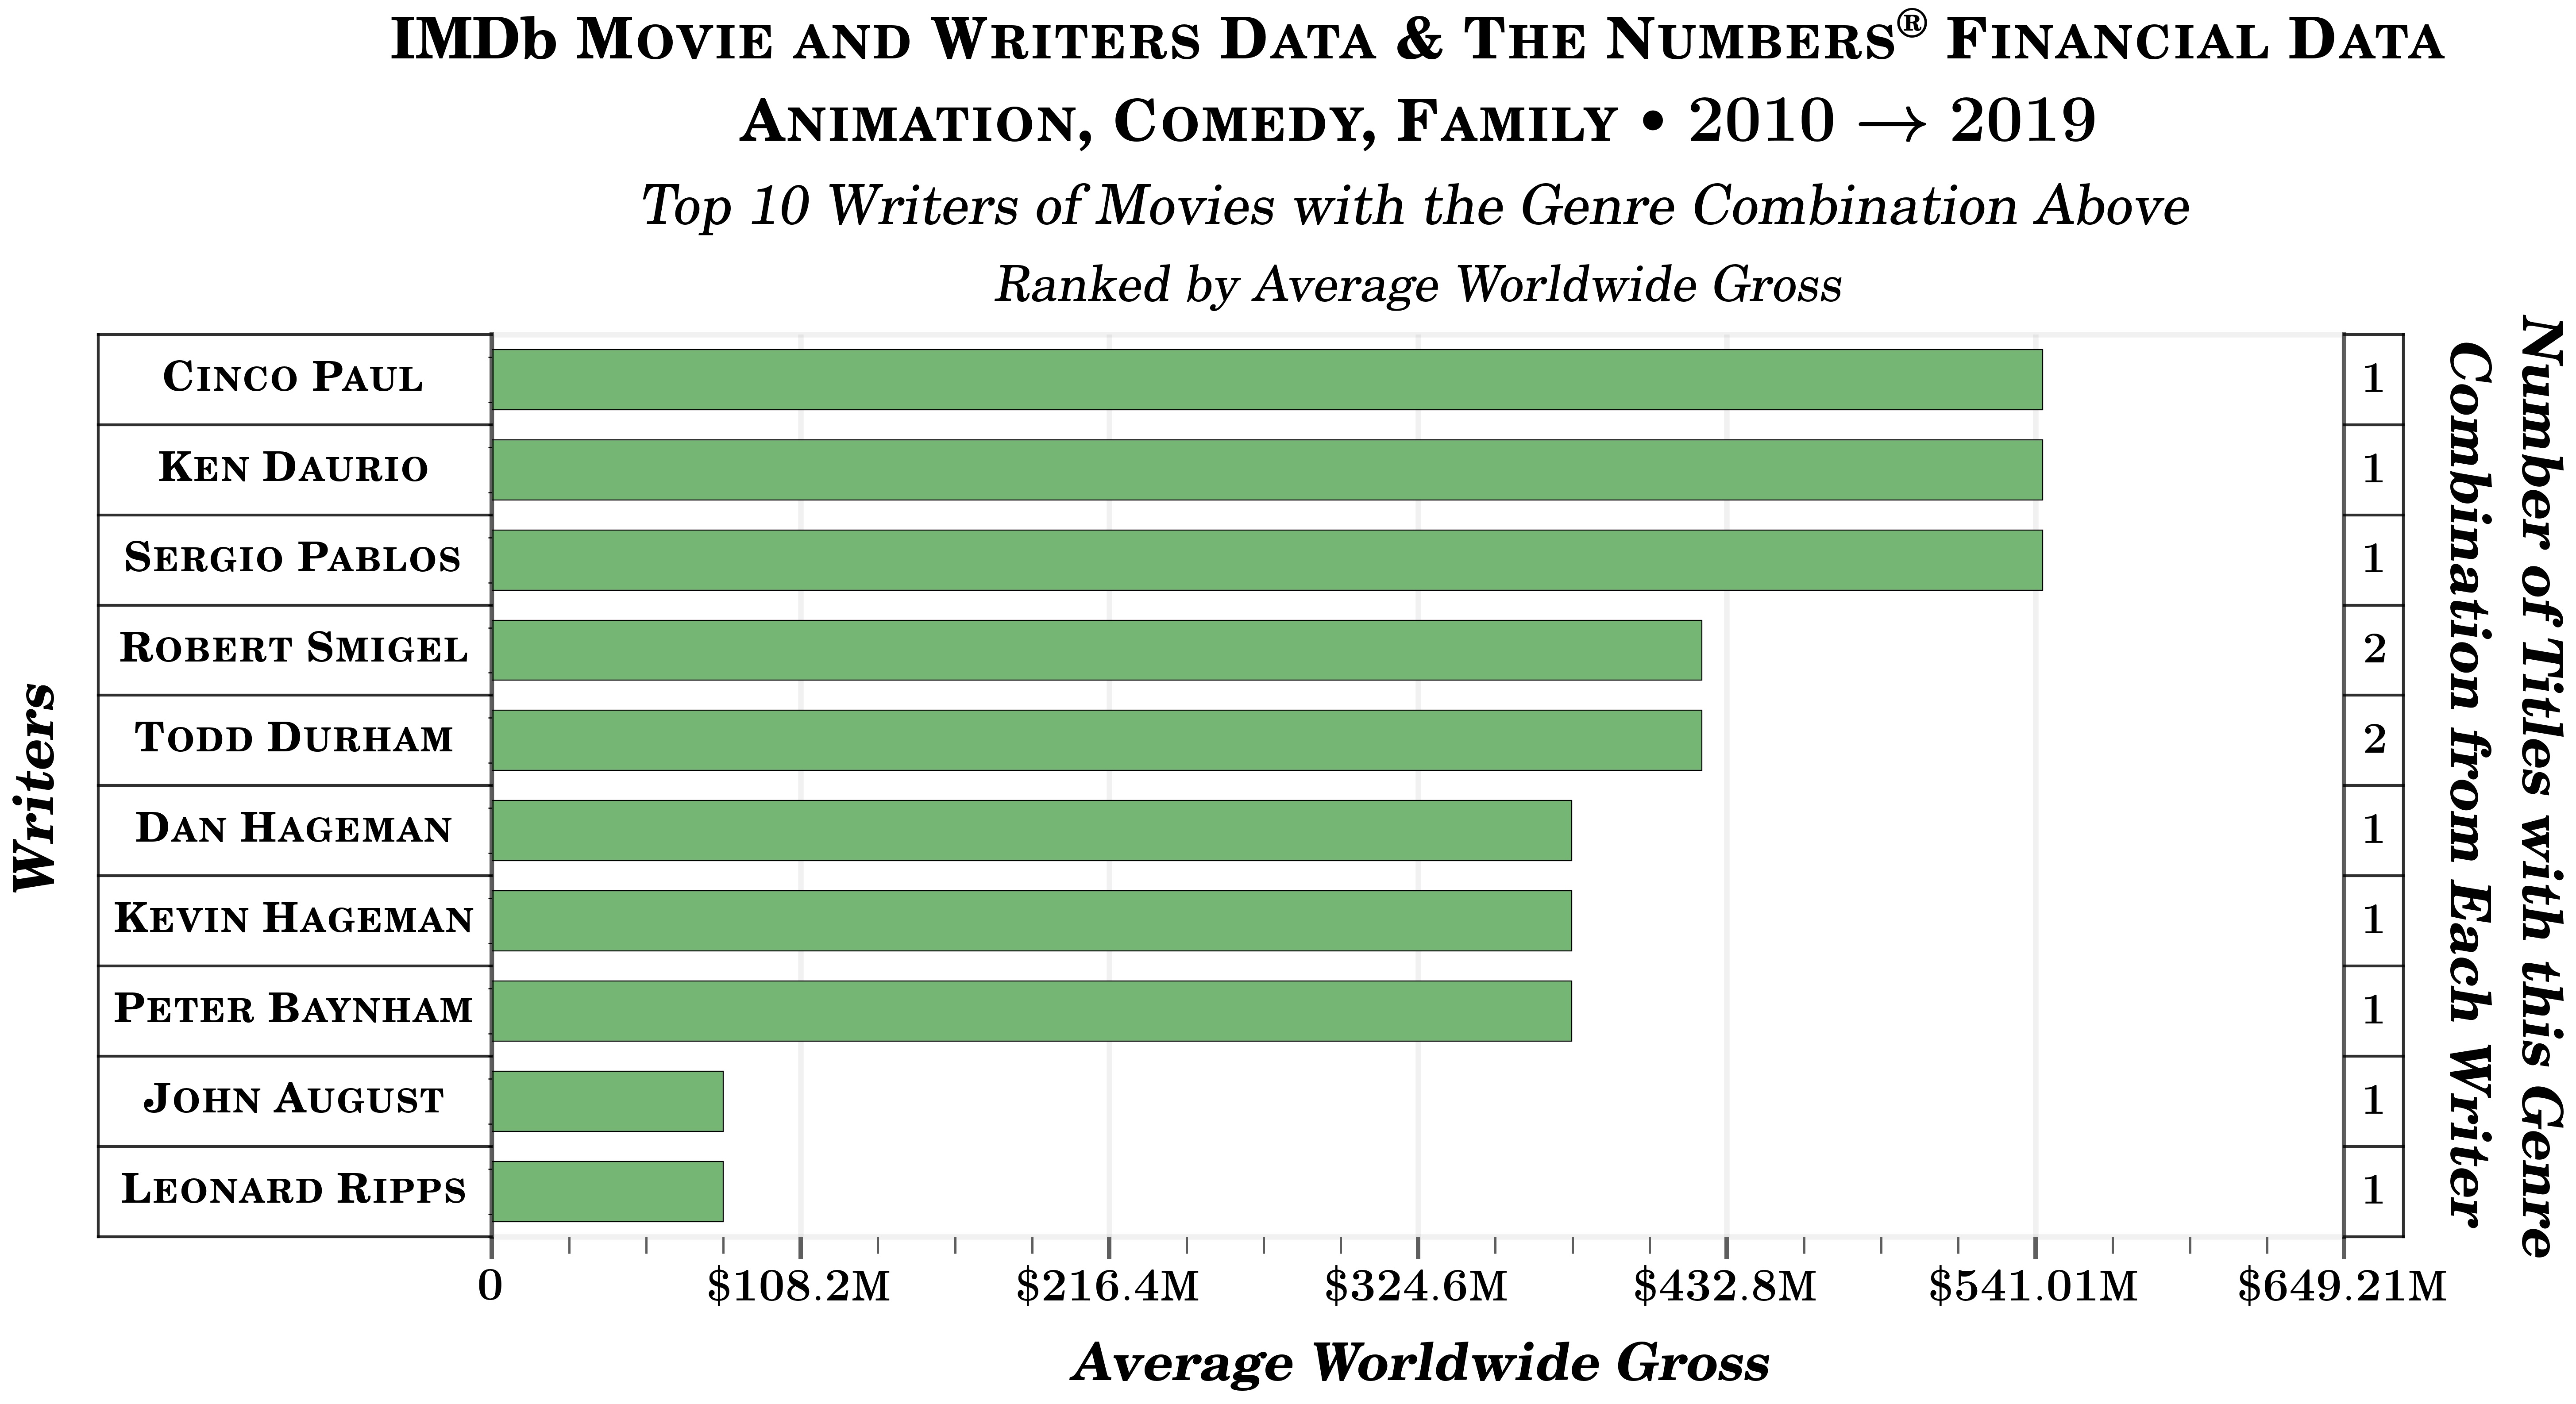 IMDb Movie and Writers Data & The Numbers® Financial Data
Animation, Comedy, Family • 2010 → 2019
Top 10 Writers of Movies with the Genre Combination Above
Ranked by Average Worldwide Gross
Writers
Cinco Paul 1
Ken Daurio 1
Sergio Pablos 1
Robert Smigel 2
Todd Durham 2
Dan Hageman 1
Kevin Hageman 1
Peter Baynham 1
John August 1
Leonard Ripps 1
Number of Titles with this Genre
Combination from Each Writer
0 $108.2M $216.4M $324.6M $432.8M $541.01M $649.21M
Average Worldwide Gross